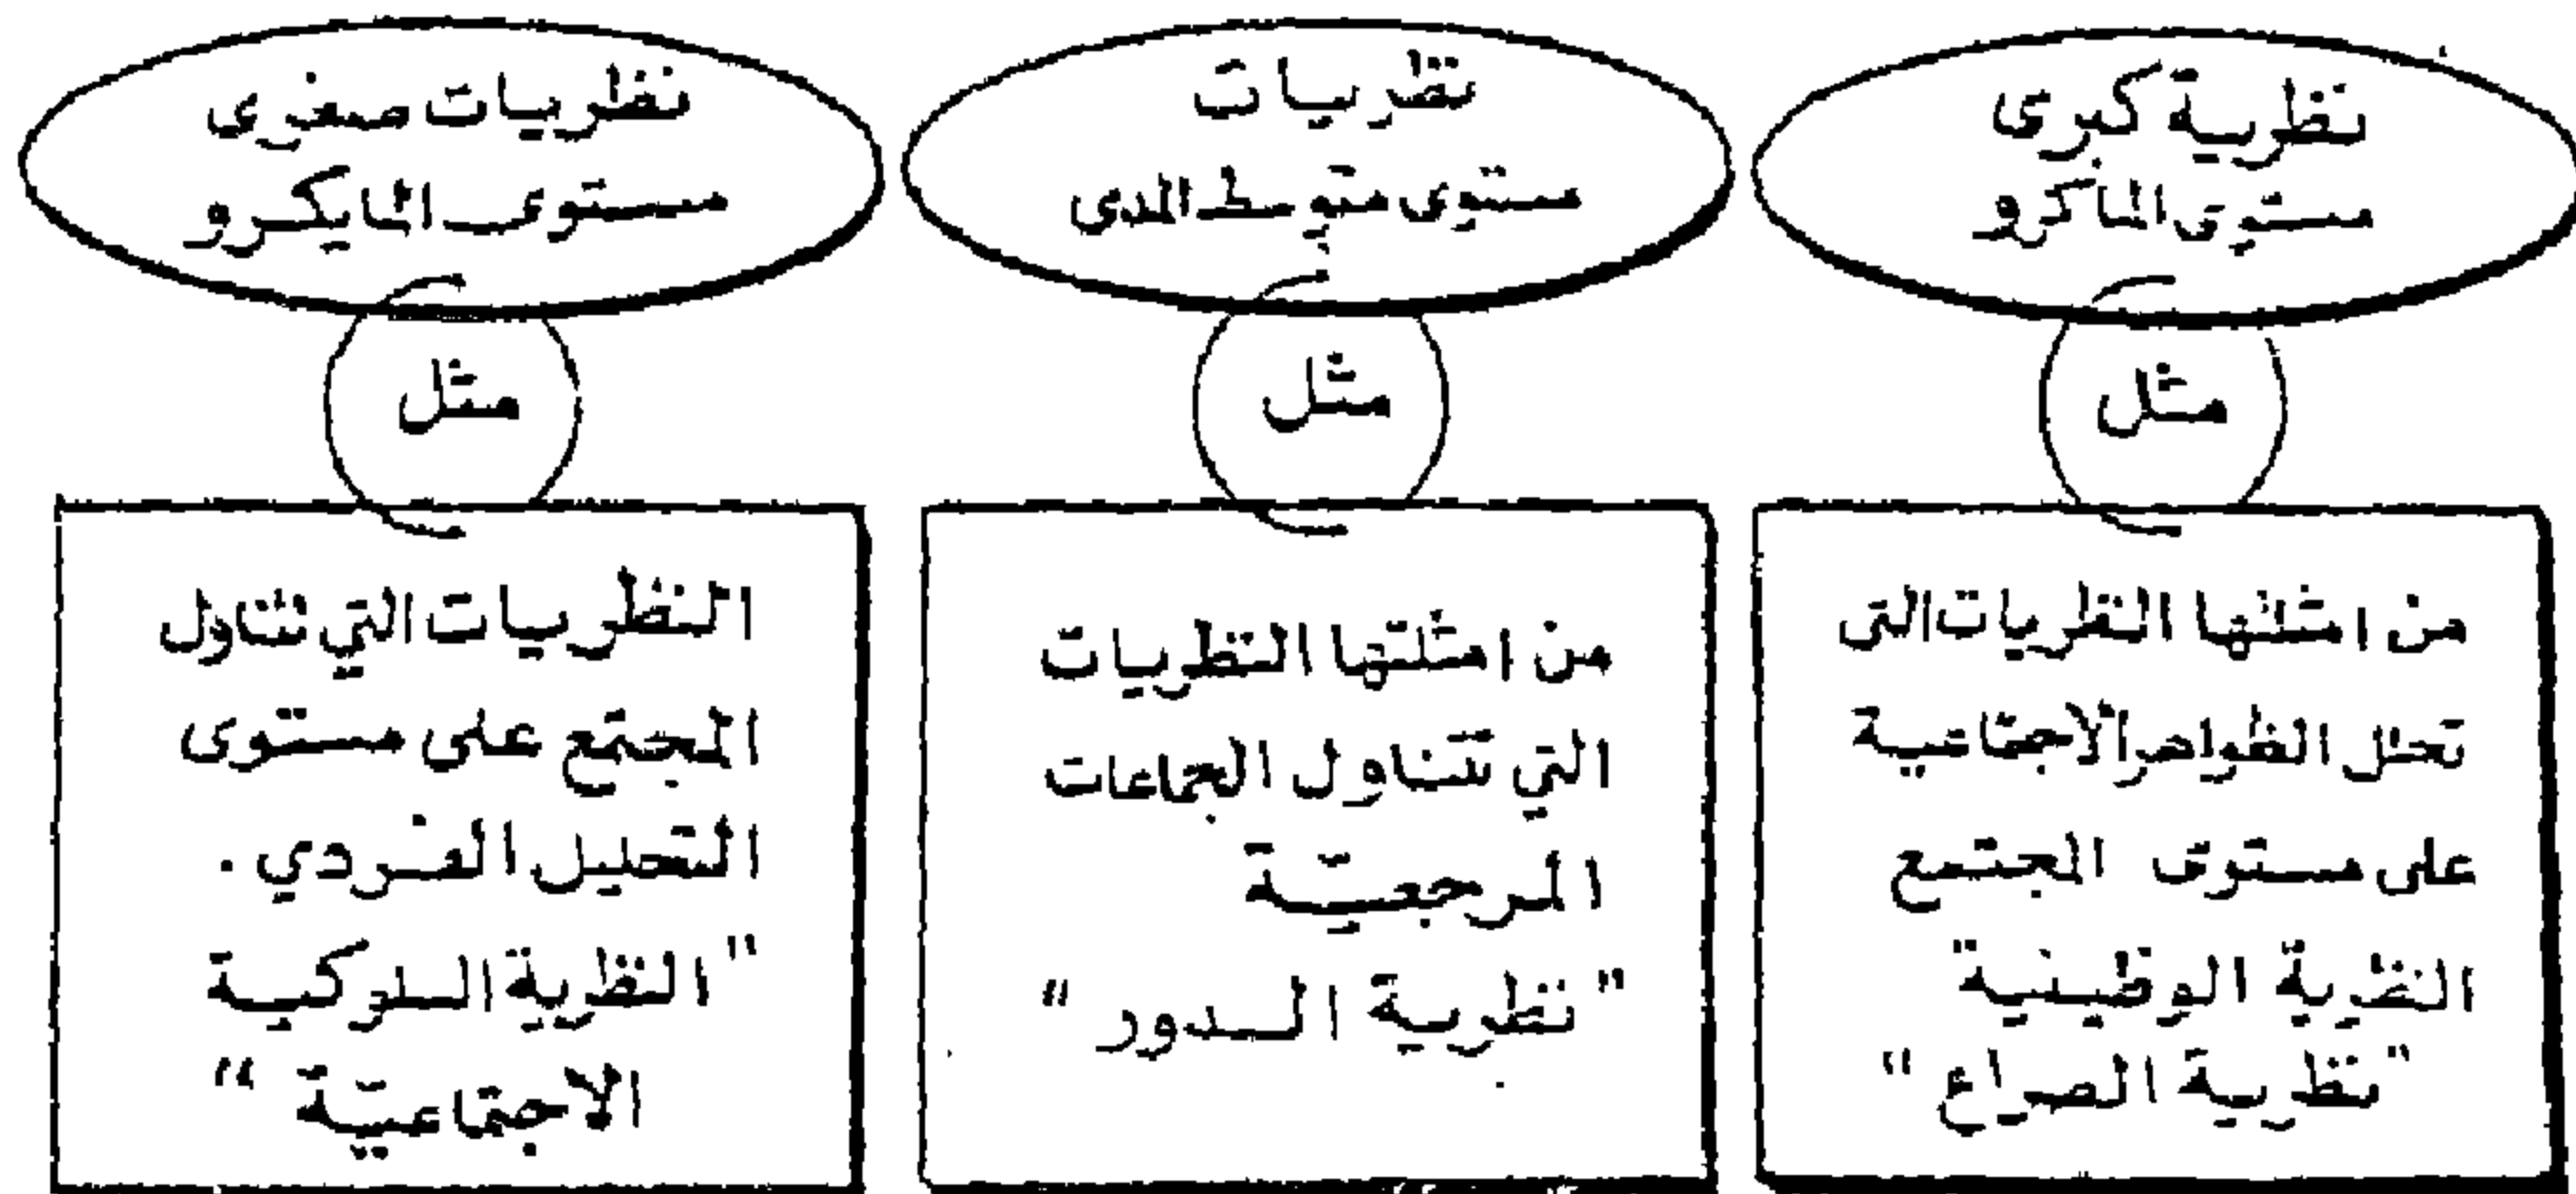 نظرية كبرى
مستوى الماكرو
مثل
من امثلتها النظريات التى
تحلل الظواهر الاجتماعية
على مستوى المجتمع
النظرية الوظيفية
"نظرية الصراع"
نظريات
مستوى متوسط المدى
مثل
من امثلتها النظريات
التي تتناول الجماعات
المرجعيّة
"نظرية الدور"
نظريات صغرى
مستوى المايكرو
مثل
النظريات التي تتناول
المجتمع على مستوى
التحليل الفردي.
"النظرية السلوكية
الاجتماعيّة"